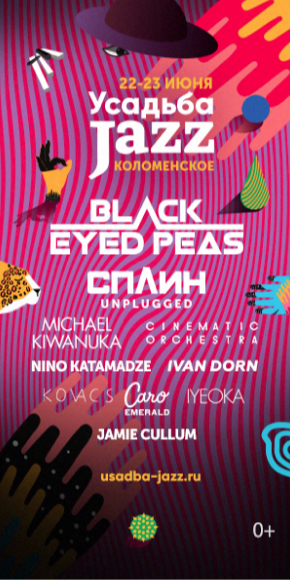 22-23 ИЮНЯ
Усадьба
Jazz
КОЛОМЕНСКОЕ
BLACK
EYED PEAS
СПЛИН
UNPLUGGED
MICHAEL KIWANUKA
CINEMATIC ORCHESTRA
NINO KATAMADZE IVAN DORN
KOVACS Caro EMERALD IYEOKA
JAMIE CULLUM
usadba-jazz.ru
0+